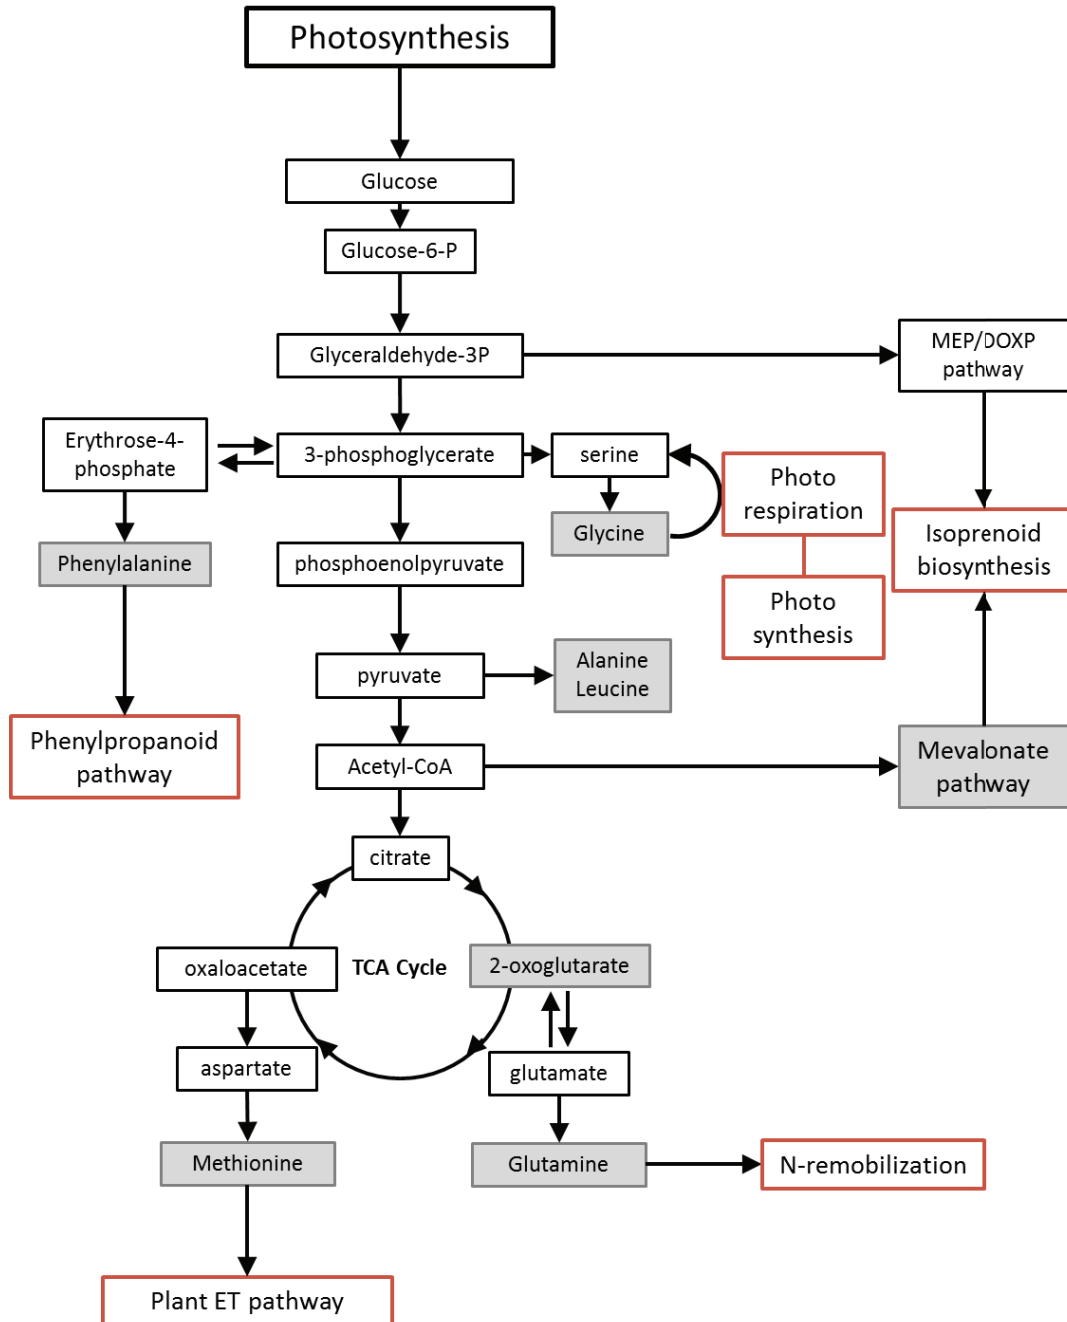 Photosynthesis
Glucose
Glucose-6-P
Glyceraldehyde-3P
MEP/DOXP
pathway
Erythrose-4-
phosphate
3-phosphoglycerate
serine
Photo
respiration
Glycine
Isoprenoid
biosynthesis
Phenylalanine
phosphoenolpyruvate
Photo
synthesis
pyruvate
Alanine
Leucine
Phenylpropanoid
pathway
Acetyl-CoA
Mevalonate
pathway
citrate
oxaloacetate
TCA Cycle
2-oxoglutarate
aspartate
glutamate
Methionine
Glutamine
N-remobilization
Plant ET pathway